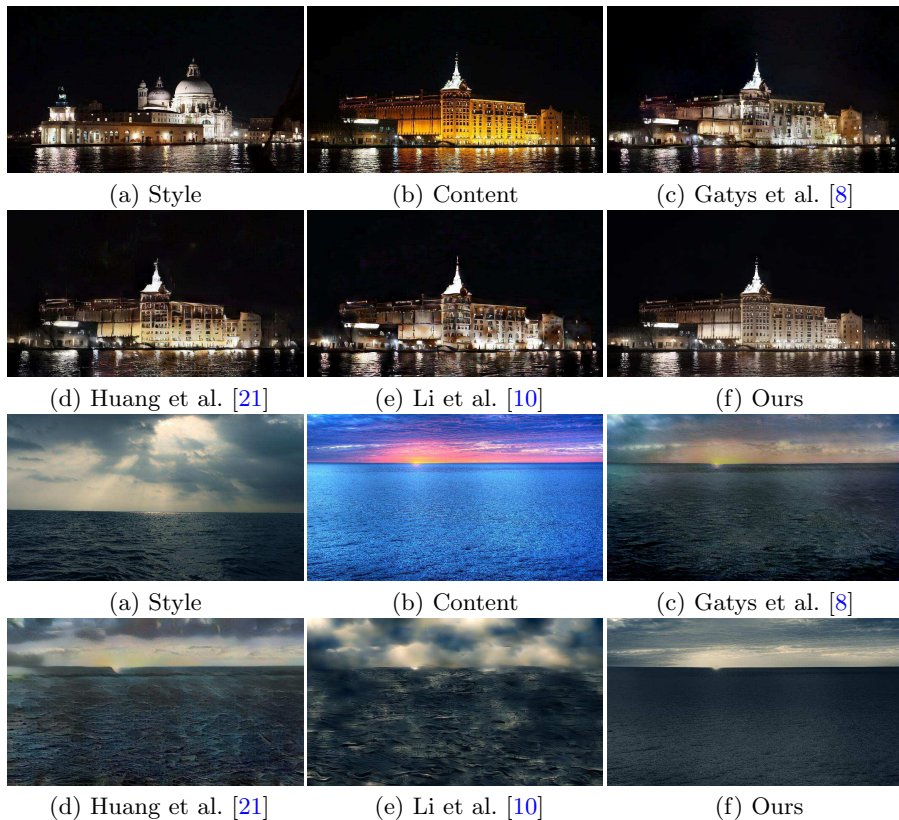 (a) Style (b) Content (c) Gatys et al. [8]
(d) Huang et al. [21] (e) Li et al. [10] (f) Ours
(a) Style (b) Content (c) Gatys et al. [8]
(d) Huang et al. [21] (e) Li et al. [10] (f) Ours